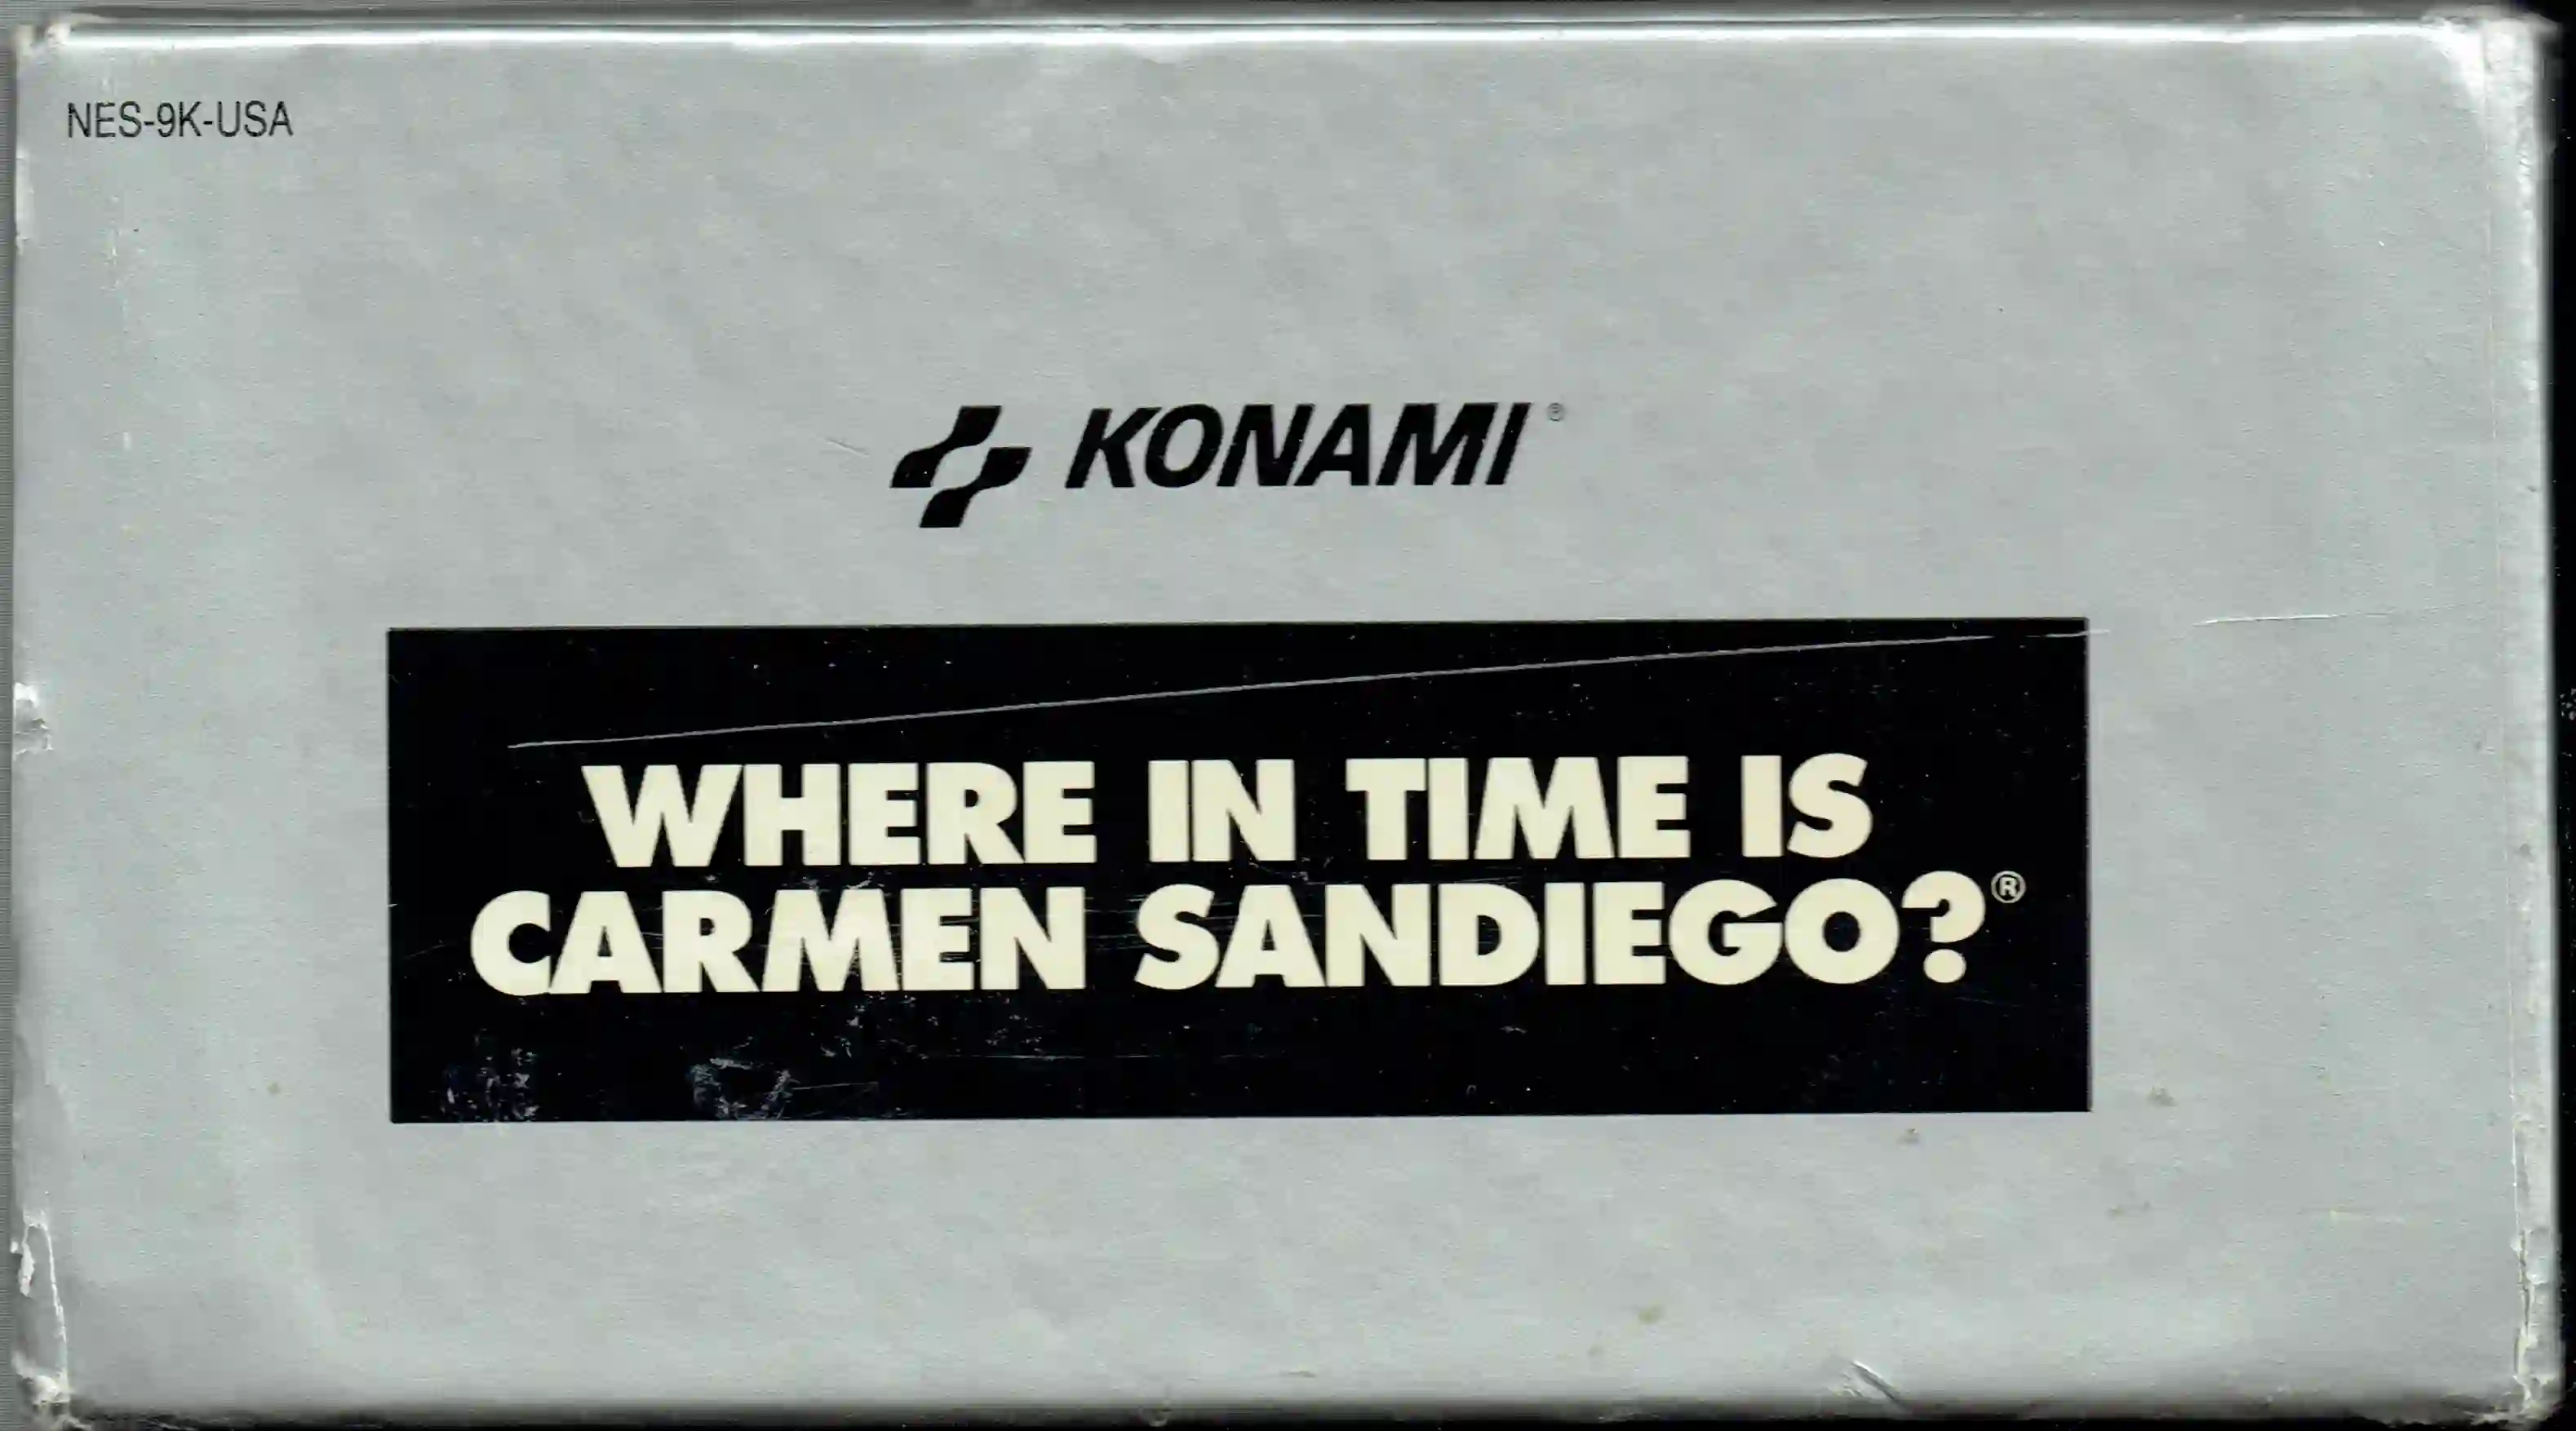 NES-9K-USA
KONAMI®
WHERE IN TIME IS
CARMEN SANDIEGO?®